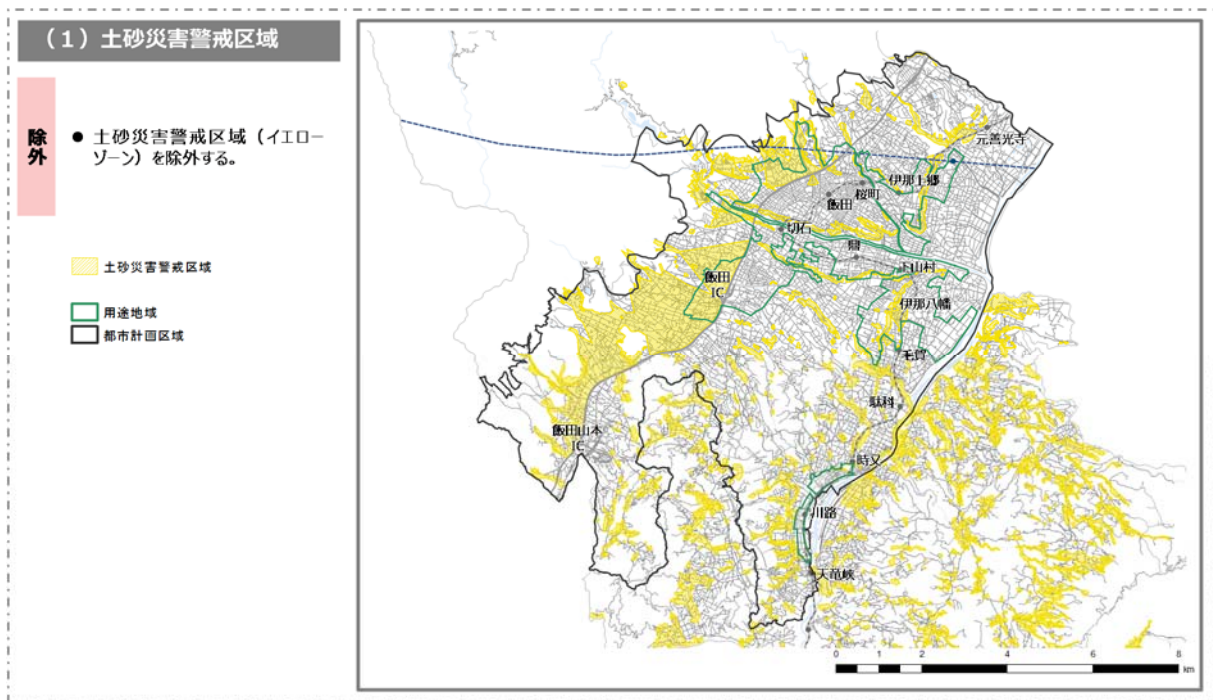 （1）土砂災害警戒区域
除外
● 土砂災害警戒区域（イエロー
ゾーン）を除外する。
土砂災害警戒区域
用途地域
都市計画区域
元善光寺
伊那上郷
桜町
飯田
切石
鼎
下山村
飯田
IC
伊那八幡
毛賀
駄科
飯田山本
IC
時又
川路
天竜峡
0 1 2 4 6 8
km